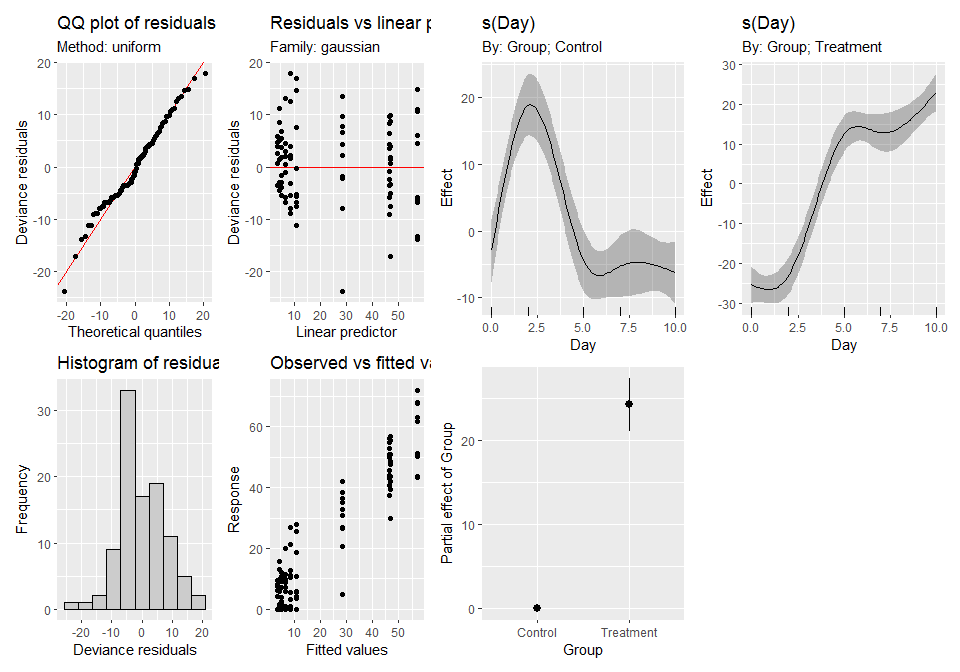 QQ plot of residuals
Method: uniform
20
10
0
-10
-20
-20
-10
0
10
20
Deviance residuals
Theoretical quantiles
Residuals vs linear p
Family: gaussian
20
10
0
-10
-20
10
20
30
40
50
Deviance residuals
Linear predictor
s(Day)
By: Group; Control
20
10
0
-10
0.0
2.5
5.0
7.5
10.0
Effect
Day
s(Day)
By: Group; Treatment
30
20
10
0
-10
-20
-30
0.0
2.5
5.0
7.5
10.0
Effect
Day
Histogram of residua
30
20
10
0
-20
-10
0
10
20
Frequency
Deviance residuals
Observed vs fitted va
60
40
20
0
10
20
30
40
50
Response
Fitted values
20
10
0
Control
Treatment
Partial effect of Group
Group